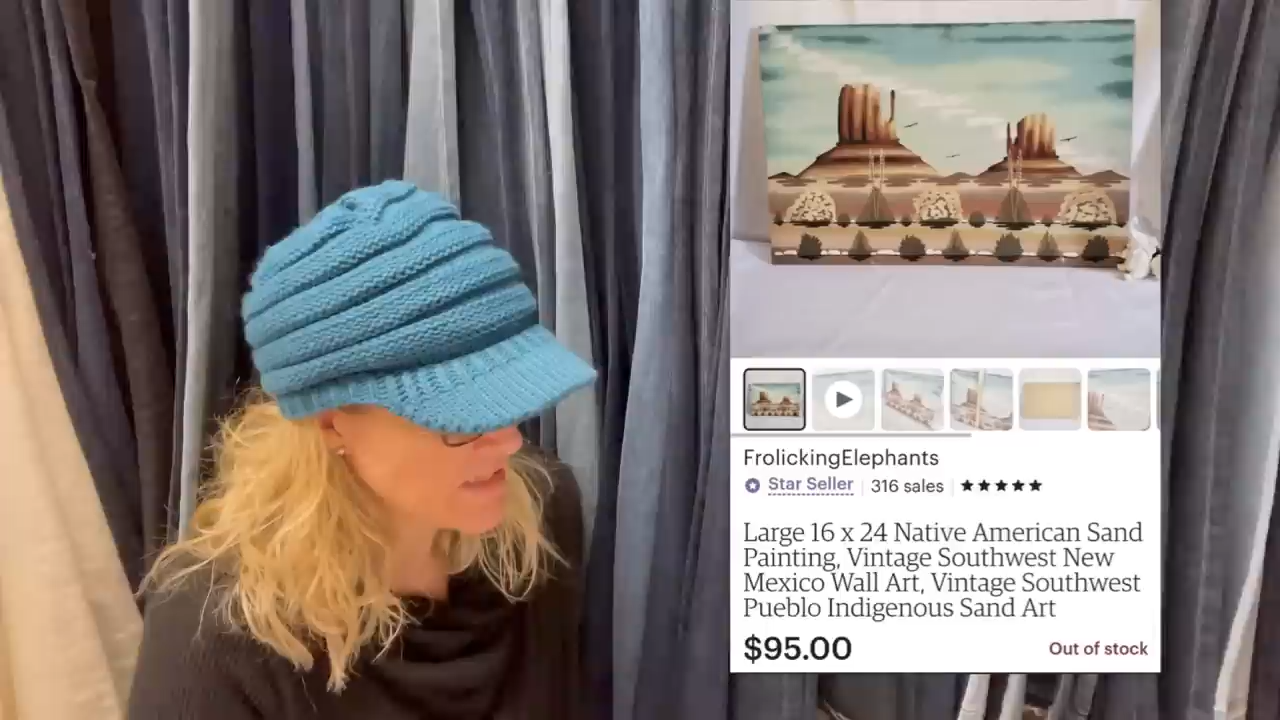 FrolickingElephants
Star Seller 316 sales
Large 16 x 24 Native American Sand
Painting, Vintage Southwest New
Mexico Wall Art, Vintage Southwest
Pueblo Indigenous Sand Art
$95.00 Out of stock